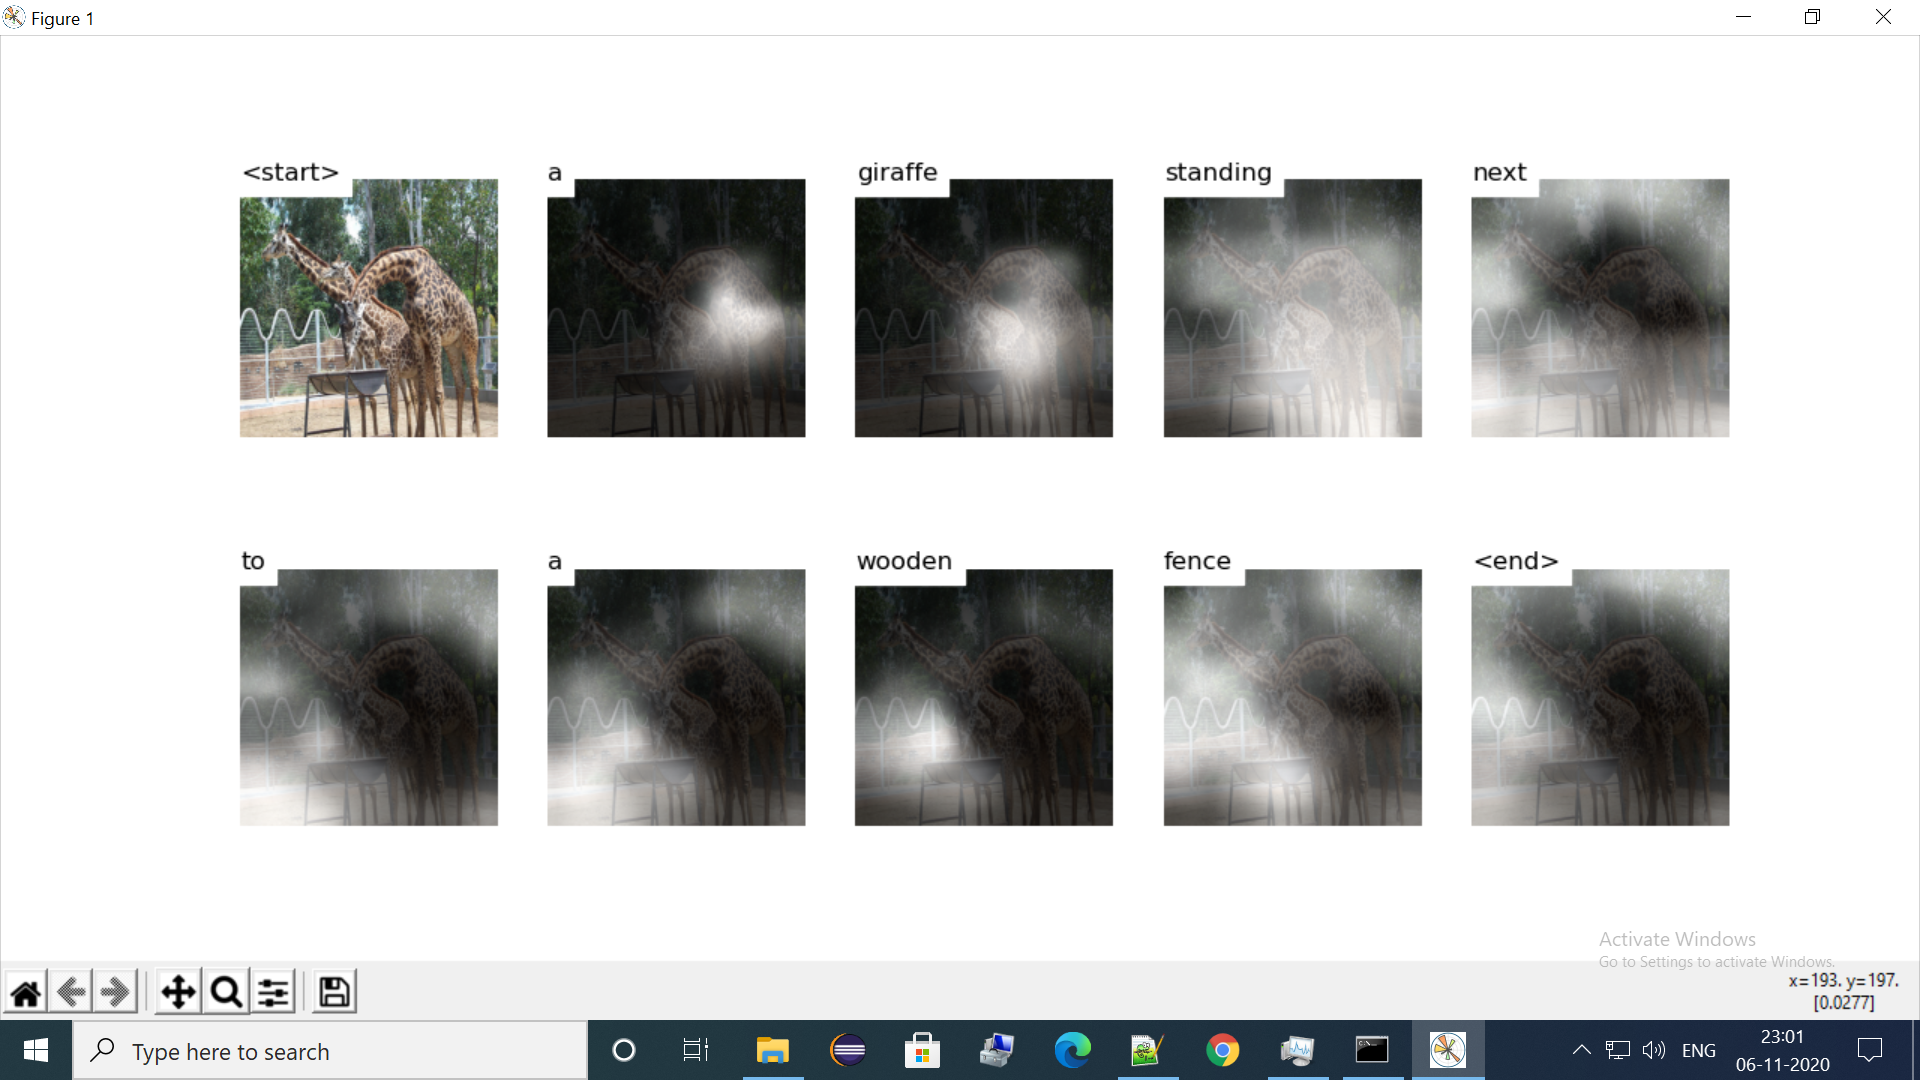 Figure 1
<start>
a
giraffe
standing
next
to
a
wooden
fence
<end>
Activate Windows
Go to Settings to activate Windows.
x=193. y=197.
[0.0277]
Type here to search
ENG
23:01
06-11-2020